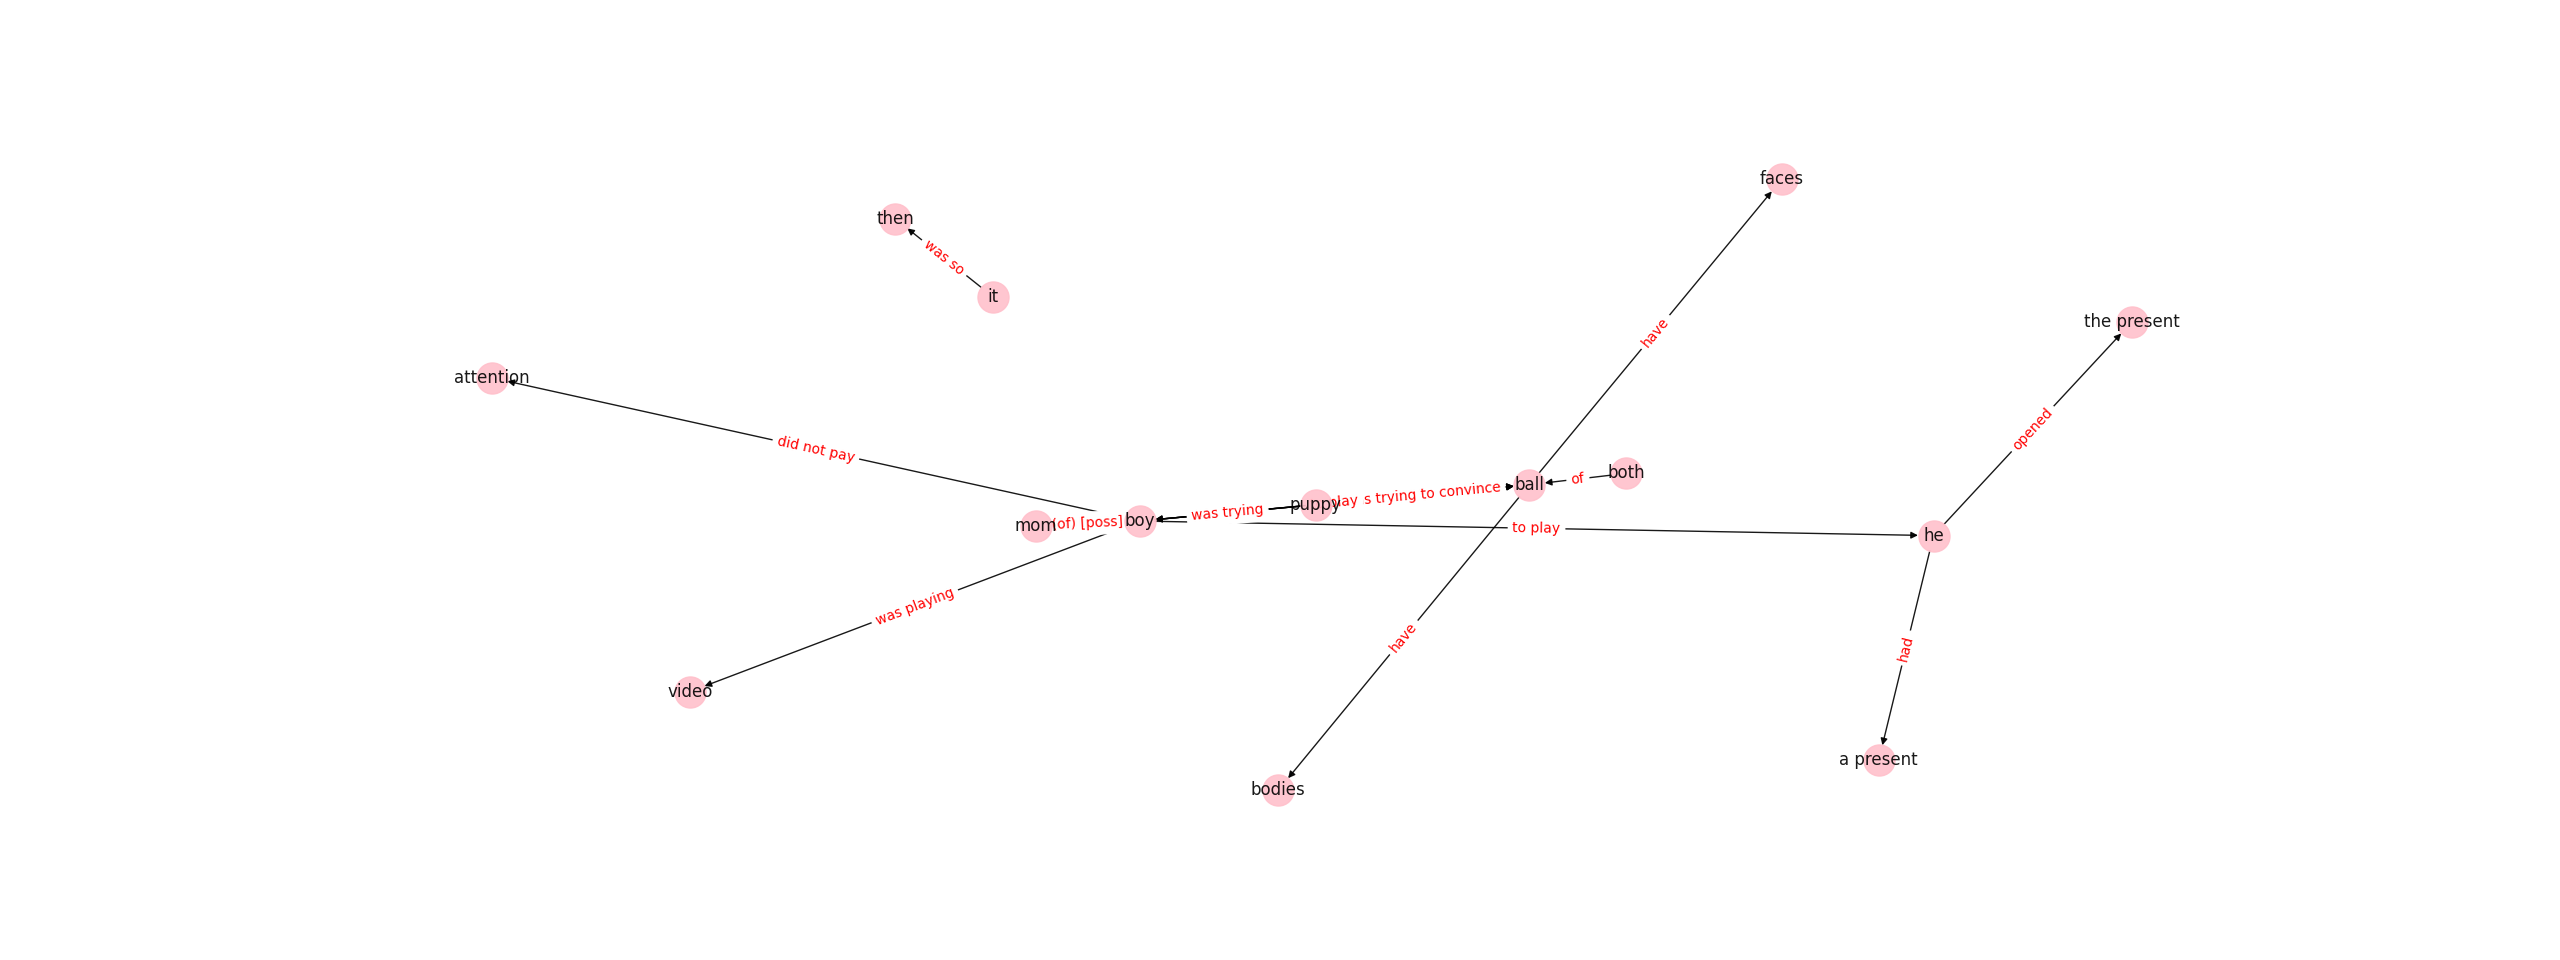 faces
then
was so
it
the present
have
attention
opened
did not pay
both
of
ball
s trying to convince
puppy
was trying
boy
(of) [poss]
mom
to play
he
was playing
had
have
video
a present
bodies